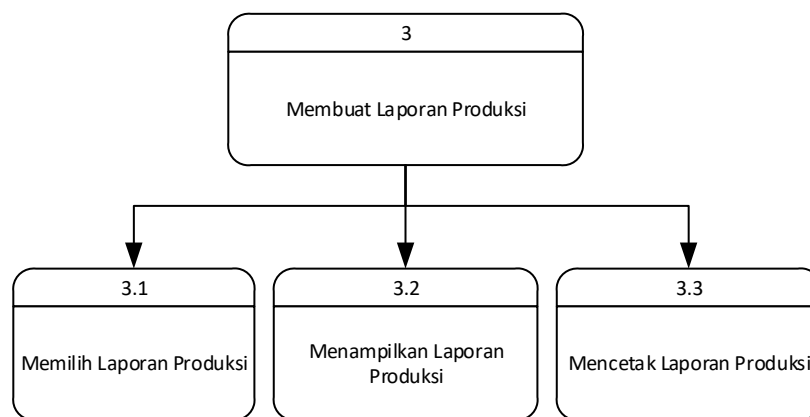 3
Membuat Laporan Produksi
3.1
3.2
3.3
Memilih Laporan Produksi
Menampilkan Laporan
Produksi
Mencetak Laporan Produksi